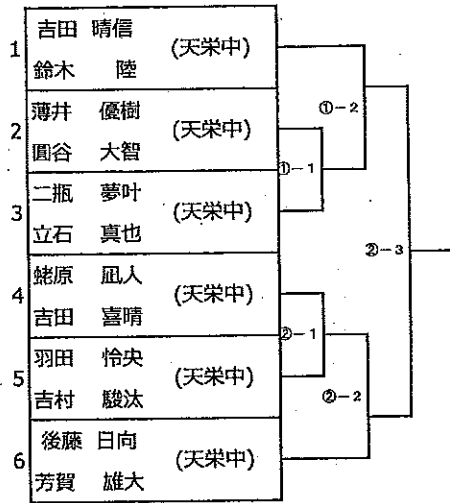 吉田 晴信
1 (天栄中)
鈴木 陸
薄井 優樹
2 (天栄中)
圓谷 大智
二瓶 夢叶
3 (天栄中)
立石 真也
蛯原 凪人
4 (天栄中)
吉田 喜晴
羽田 怜央
5 (天栄中)
吉村 駿汰
後藤 日向
6 (天栄中)
芳賀 雄大
①-2
①-1
②-3
②-1
②-2